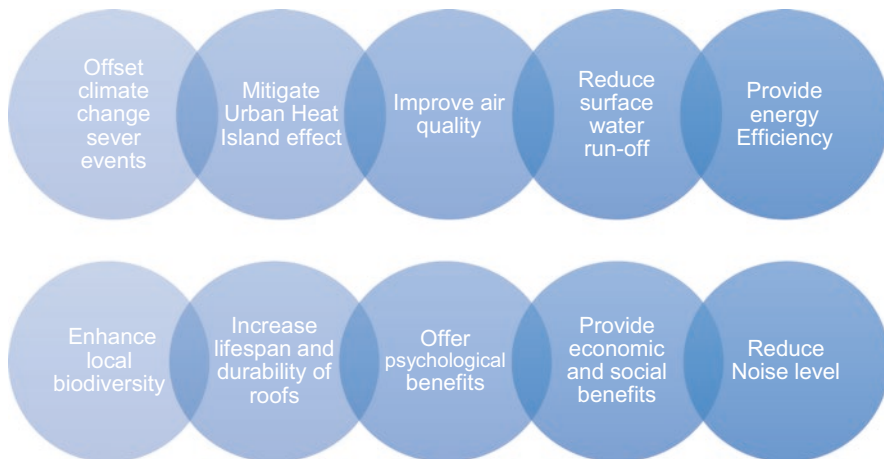 Offset
climate
change
sever
events
Mitigate
Urban Heat
Island effect
Improve air
quality
Reduce
surface
water
run-off
Provide
energy
Efficiency
Enhance
local
biodiversity
Increase
lifespan and
durability of
roofs
Offer
psychological
benefits
Provide
economic
and social
benefits
Reduce
Noise level